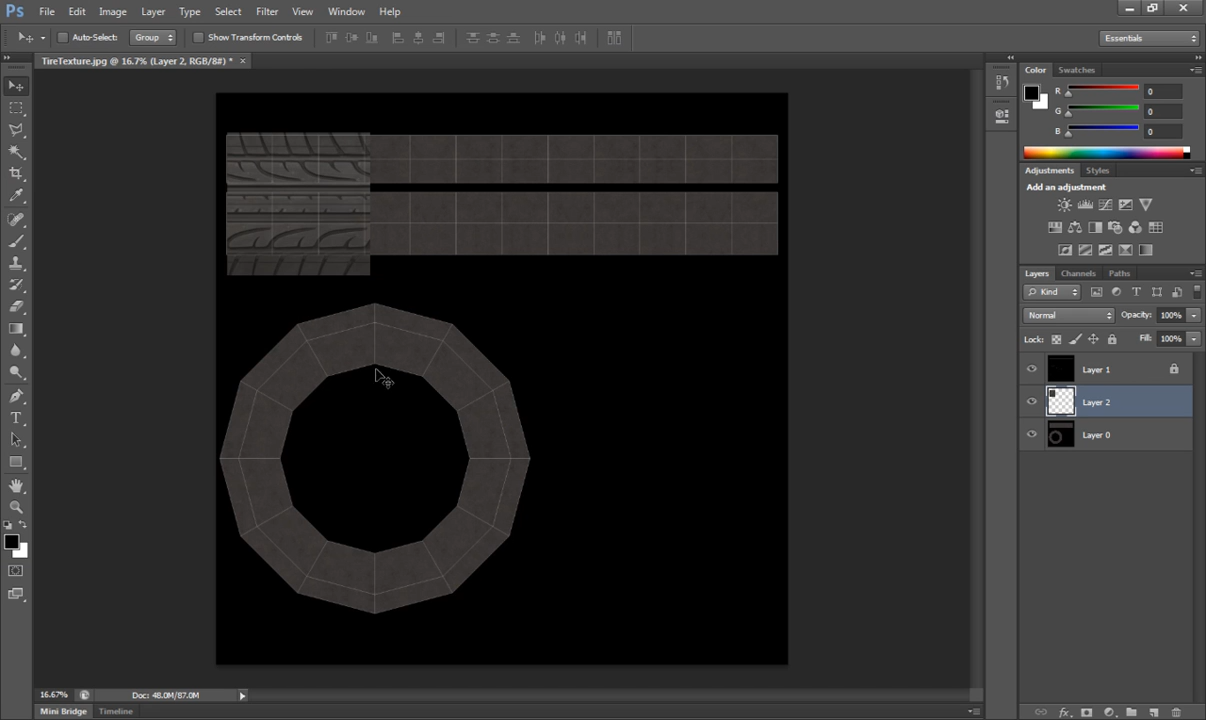 Ps File Edit Image Layer Type Select Filter View Window Help
Auto-Select: Group Show Transform Controls Essentials
TireTexture.jpg @ 16.7% (Layer 2, RGB/8#) *
Color Swatches
R 0
G 0
B 0
Adjustments Styles
Add an adjustment
Layers Channels Paths
Kind T
Normal Opacity: 100%
Lock: Fill: 100%
Layer 1
Layer 2
Layer 0
T
16.67% Doc: 48.0M/87.0M
Mini Bridge Timeline
fx